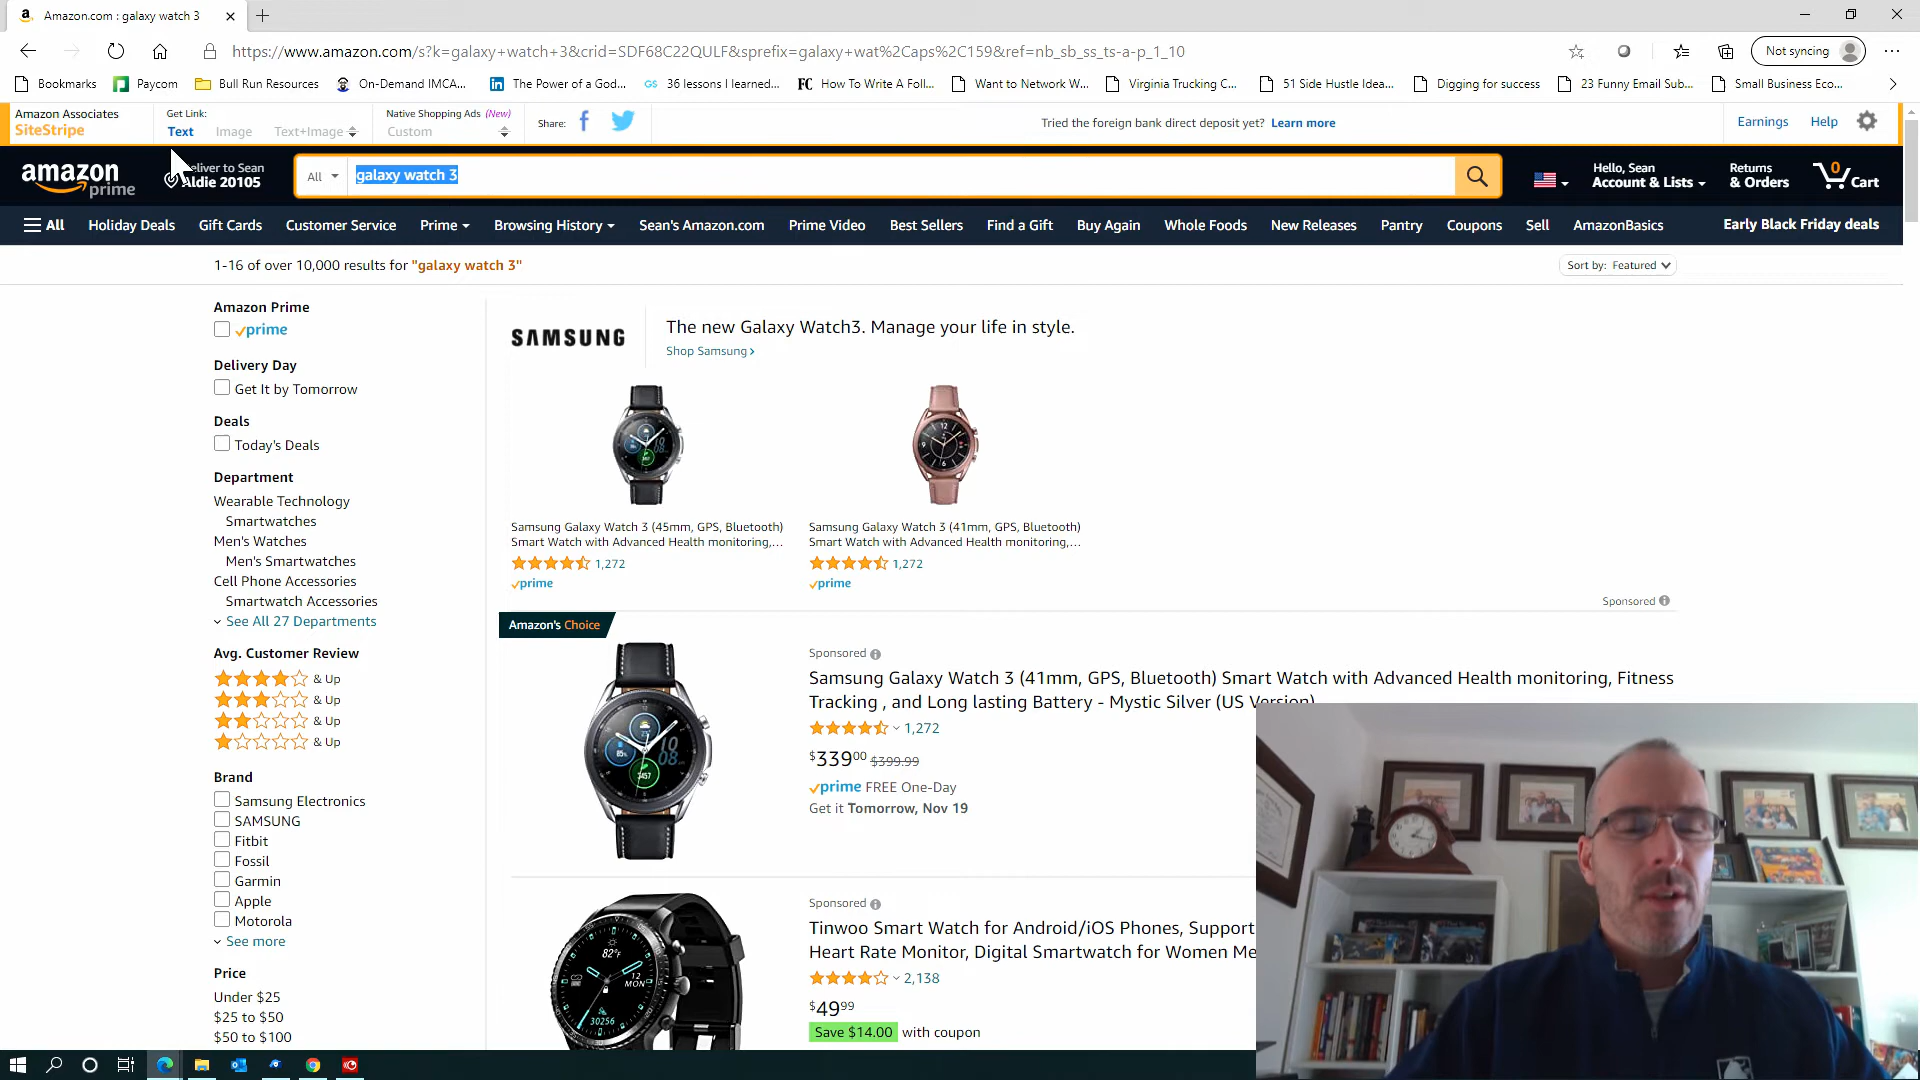 Amazon.com : galaxy watch 3
https://www.amazon.com/s?k=galaxy+watch+3&crid=SDF68C22QULF&sprefix=galaxy+wat%2Caps%2C159&ref=nb_sb_ss_ts-a-p_1_10
Not syncing
Bookmarks Paycom Bull Run Resources On-Demand IMCA... The Power of a God... 36 lessons I learned... How To Write A Foll... Want to Network W... Virginia Trucking C... 51 Side Hustle Idea... Digging for success 23 Funny Email Sub... Small Business Eco...
Amazon Associates
SiteStripe
Get Link:
Text Image Text+Image
Native Shopping Ads (New)
Custom
Share:
Tried the foreign bank direct deposit yet? Learn more
Earnings Help
amazon
prime
eliver to Sean
Aldie 20105
All
galaxy watch 3
Hello, Sean
Account & Lists
Returns
& Orders
0
Cart
All Holiday Deals Gift Cards Customer Service Prime Browsing History Sean's Amazon.com Prime Video Best Sellers Find a Gift Buy Again Whole Foods New Releases Pantry Coupons Sell AmazonBasics Early Black Friday deals
1-16 of over 10,000 results for "galaxy watch 3"
Sort by: Featured
Amazon Prime
prime
Delivery Day
Get It by Tomorrow
Deals
Today's Deals
Department
Wearable Technology
Smartwatches
Men's Watches
Men's Smartwatches
Cell Phone Accessories
Smartwatch Accessories
See All 27 Departments
Avg. Customer Review
& Up
& Up
& Up
& Up
Brand
Samsung Electronics
SAMSUNG
Fitbit
Fossil
Garmin
Apple
Motorola
See more
Price
Under $25
$25 to $50
$50 to $100
SAMSUNG
The new Galaxy Watch3. Manage your life in style.
Shop Samsung
Samsung Galaxy Watch 3 (45mm, GPS, Bluetooth)
Smart Watch with Advanced Health monitoring,...
1,272
prime
Samsung Galaxy Watch 3 (41mm, GPS, Bluetooth)
Smart Watch with Advanced Health monitoring,...
1,272
prime
Sponsored
Amazon's Choice
Sponsored
Samsung Galaxy Watch 3 (41mm, GPS, Bluetooth) Smart Watch with Advanced Health monitoring, Fitness
Tracking , and Long lasting Battery - Mystic Silver (US Version)
1,272
$339 00 $399.99
prime FREE One-Day
Get it Tomorrow, Nov 19
Sponsored
Tinwoo Smart Watch for Android/iOS Phones, Support
Heart Rate Monitor, Digital Smartwatch for Women Me
2,138
$49 99
Save $14.00 with coupon
82°F
12
MON
30256